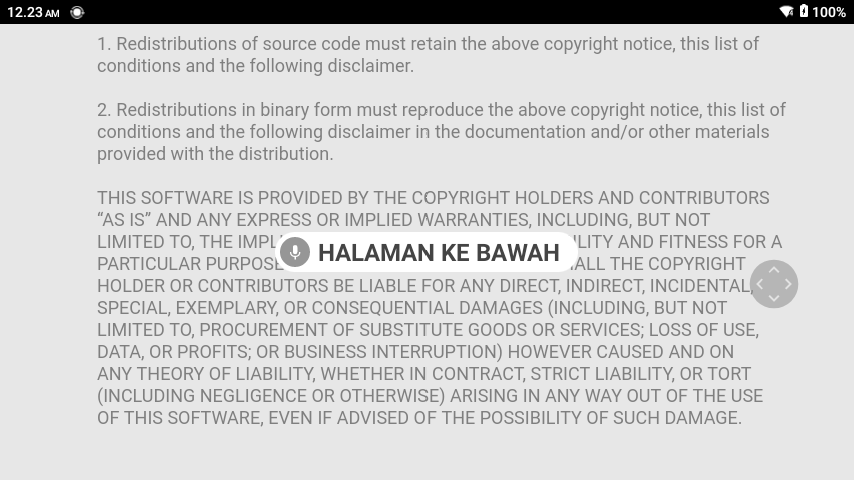 12.23 AM
100%
1. Redistributions of source code must retain the above copyright notice, this list of
conditions and the following disclaimer.
2. Redistributions in binary form must reproduce the above copyright notice, this list of
conditions and the following disclaimer in the documentation and/or other materials
provided with the distribution.
THIS SOFTWARE IS PROVIDED BY THE COPYRIGHT HOLDERS AND CONTRIBUTORS
“AS IS” AND ANY EXPRESS OR IMPLIED WARRANTIES, INCLUDING, BUT NOT
LIMITED TO, THE AND FITNESS FOR A
HALAMAN KE BAWAH
PARTICULAR PURPOSE THE COPYRIGHT
HOLDER OR CONTRIBUTORS BE LIABLE FOR ANY DIRECT, INDIRECT, INCIDENTAL,
SPECIAL, EXEMPLARY, OR CONSEQUENTIAL DAMAGES (INCLUDING, BUT NOT
LIMITED TO, PROCUREMENT OF SUBSTITUTE GOODS OR SERVICES; LOSS OF USE,
DATA, OR PROFITS; OR BUSINESS INTERRUPTION) HOWEVER CAUSED AND ON
ANY THEORY OF LIABILITY, WHETHER IN CONTRACT, STRICT LIABILITY, OR TORT
(INCLUDING NEGLIGENCE OR OTHERWISE) ARISING IN ANY WAY OUT OF THE USE
OF THIS SOFTWARE, EVEN IF ADVISED OF THE POSSIBILITY OF SUCH DAMAGE.